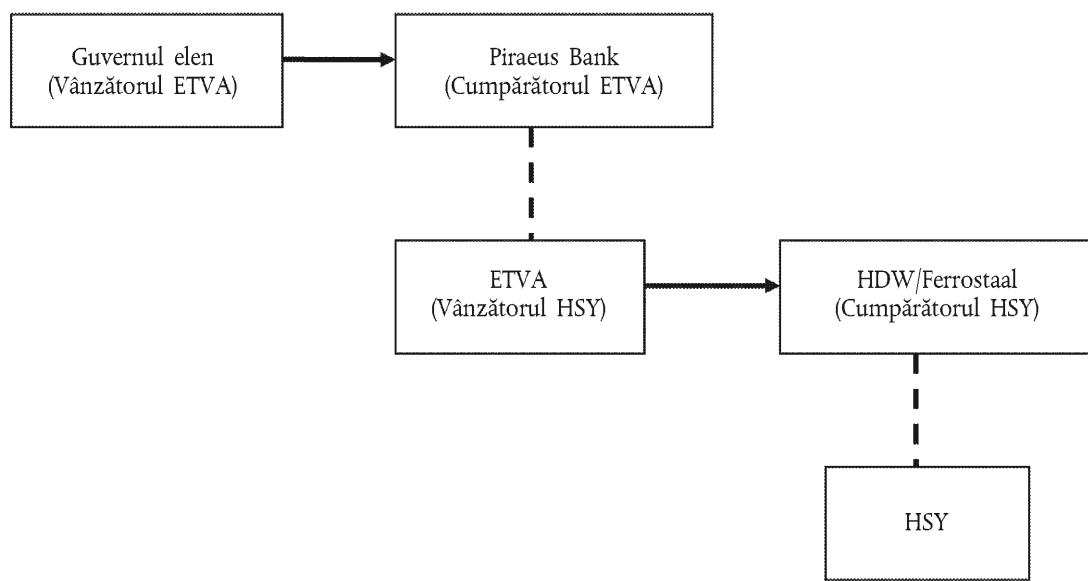 Guvernul elen
(Vânzătorul ETVA)
Piraeus Bank
(Cumpărătorul ETVA)
ETVA
(Vânzătorul HSY)
HDW/Ferrostaal
(Cumpărătorul HSY)
HSY